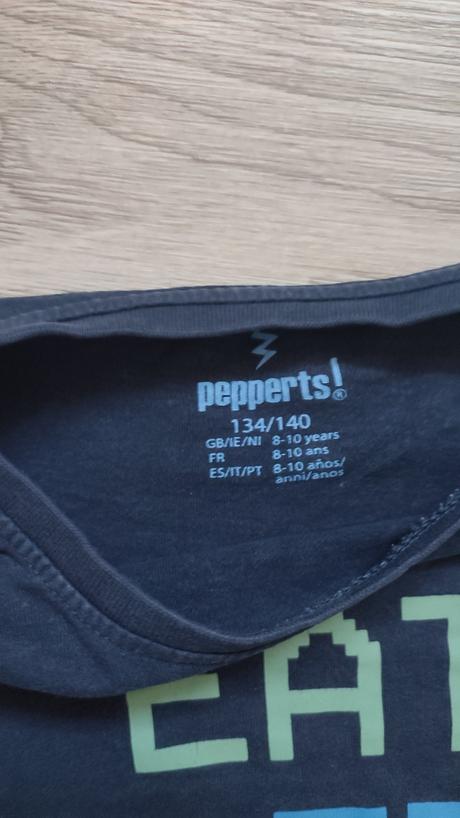 pepperts!®
134/140
GB/IE/NI 8-10 years
FR 8-10 ans
ES/IT/PT 8-10 años/
anni/anos
EAT